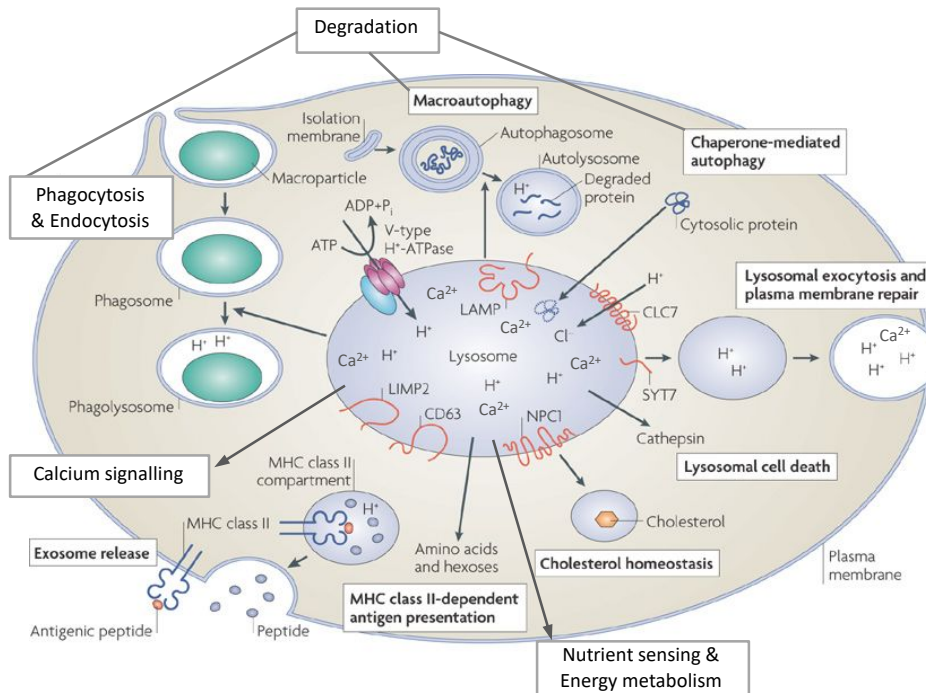 Degradation
Macroautophagy
Isolation
membrane
Autophagosome
Chaperone-mediated
autophagy
Autolysosome
H⁺
Degraded
protein
Macroparticle
Phagocytosis
& Endocytosis
ADP+Pi
ATP
V-type
H⁺-ATPase
Cytosolic protein
Phagosome
Lysosomal exocytosis and
plasma membrane repair
Ca²⁺
LAMP
H⁺
CLC7
Ca²⁺
H⁺
Ca²⁺
Cl⁻
H⁺ H⁺
Lysosome
Ca²⁺
H⁺
Ca²⁺
H⁺
H⁺
H⁺
H⁺
H⁺
H⁺
SYT7
Phagolysosome
LIMP2
H⁺
CD63
Ca²⁺
NPC1
Cathepsin
Lysosomal cell death
Calcium signalling
MHC class II
compartment
H⁺
MHC class II
Cholesterol
Exosome release
Amino acids
and hexoses
Cholesterol homeostasis
Plasma
membrane
MHC class II-dependent
antigen presentation
Antigenic peptide
Peptide
Nutrient sensing &
Energy metabolism